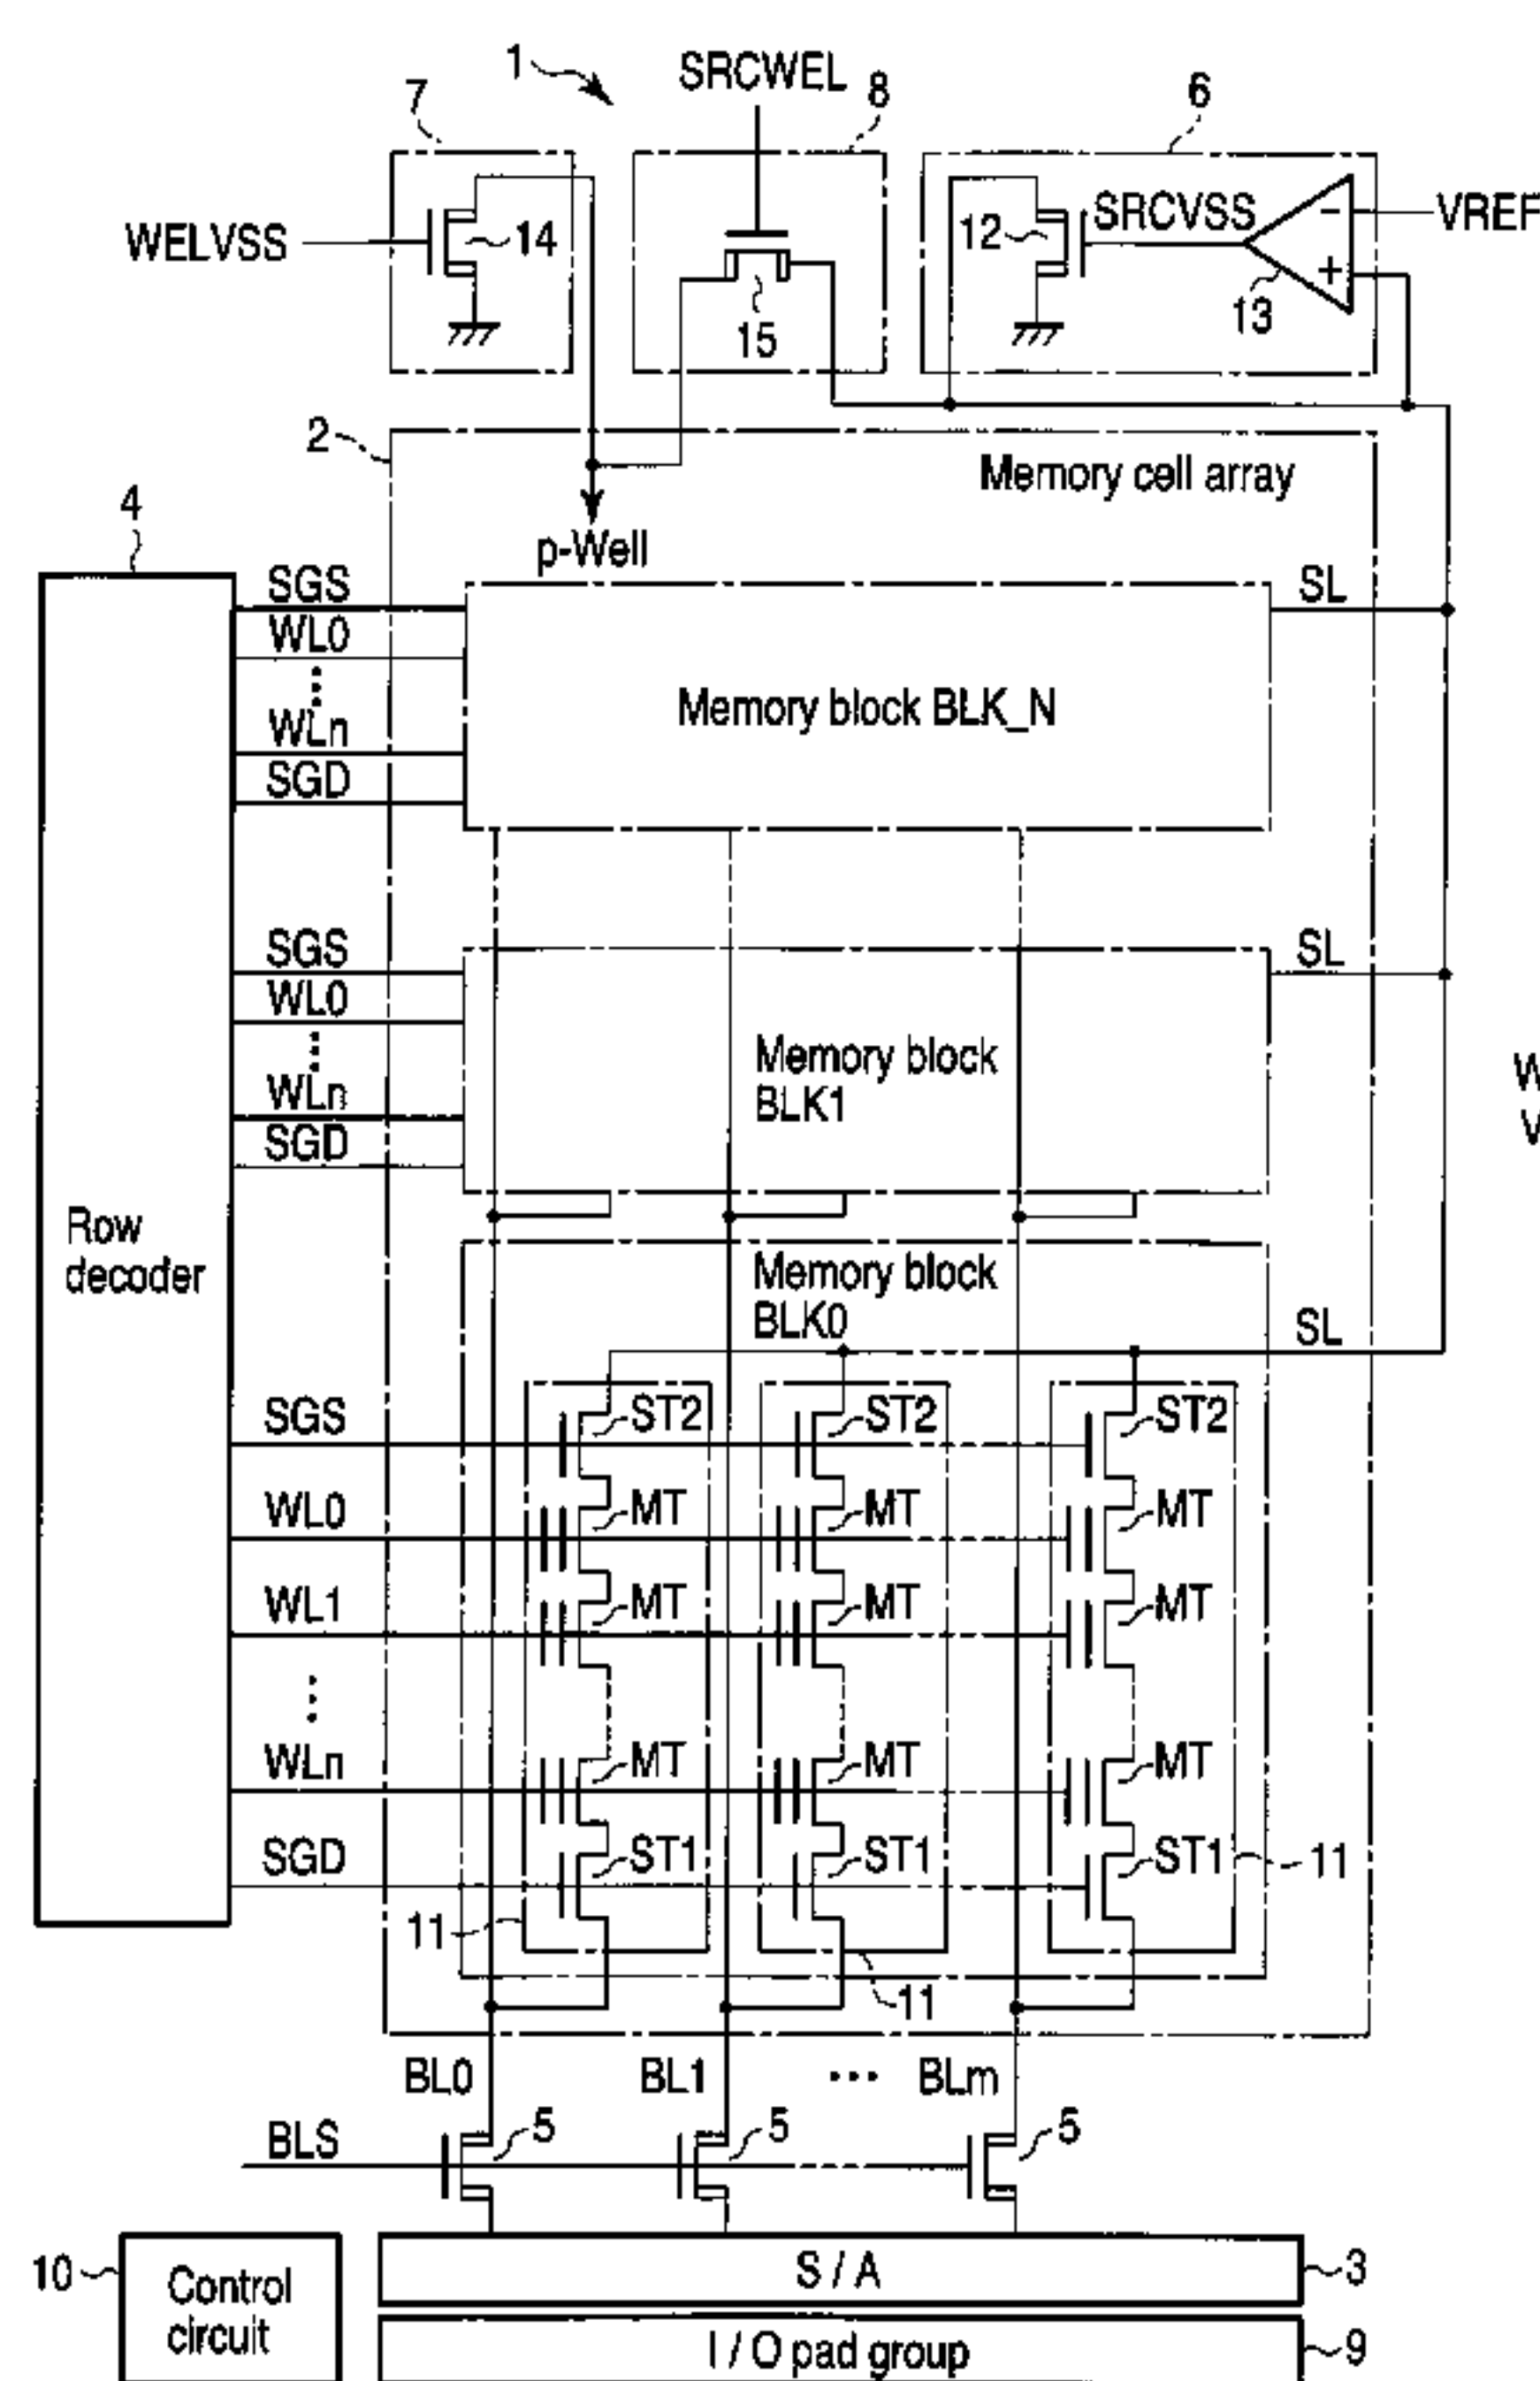 1
SRCWEL
7
8
6
WELVSS
14
15
12
SRCVSS
-
+
13
VREF
2
Memory cell array
4
p-Well
SGS
WL0
WLn
SGD
SL
Memory block BLK_N
SGS
WL0
WLn
SGD
SL
Memory block
BLK1
Row
decoder
Memory block
BLK0
SL
SGS
ST2
ST2
ST2
WL0
MT
MT
MT
WL1
MT
MT
MT
WLn
MT
MT
MT
SGD
ST1
ST1
ST1
11
11
11
BL0
BL1
...
BLm
BLS
5
5
5
10
Control
circuit
S / A
3
I / O pad group
9